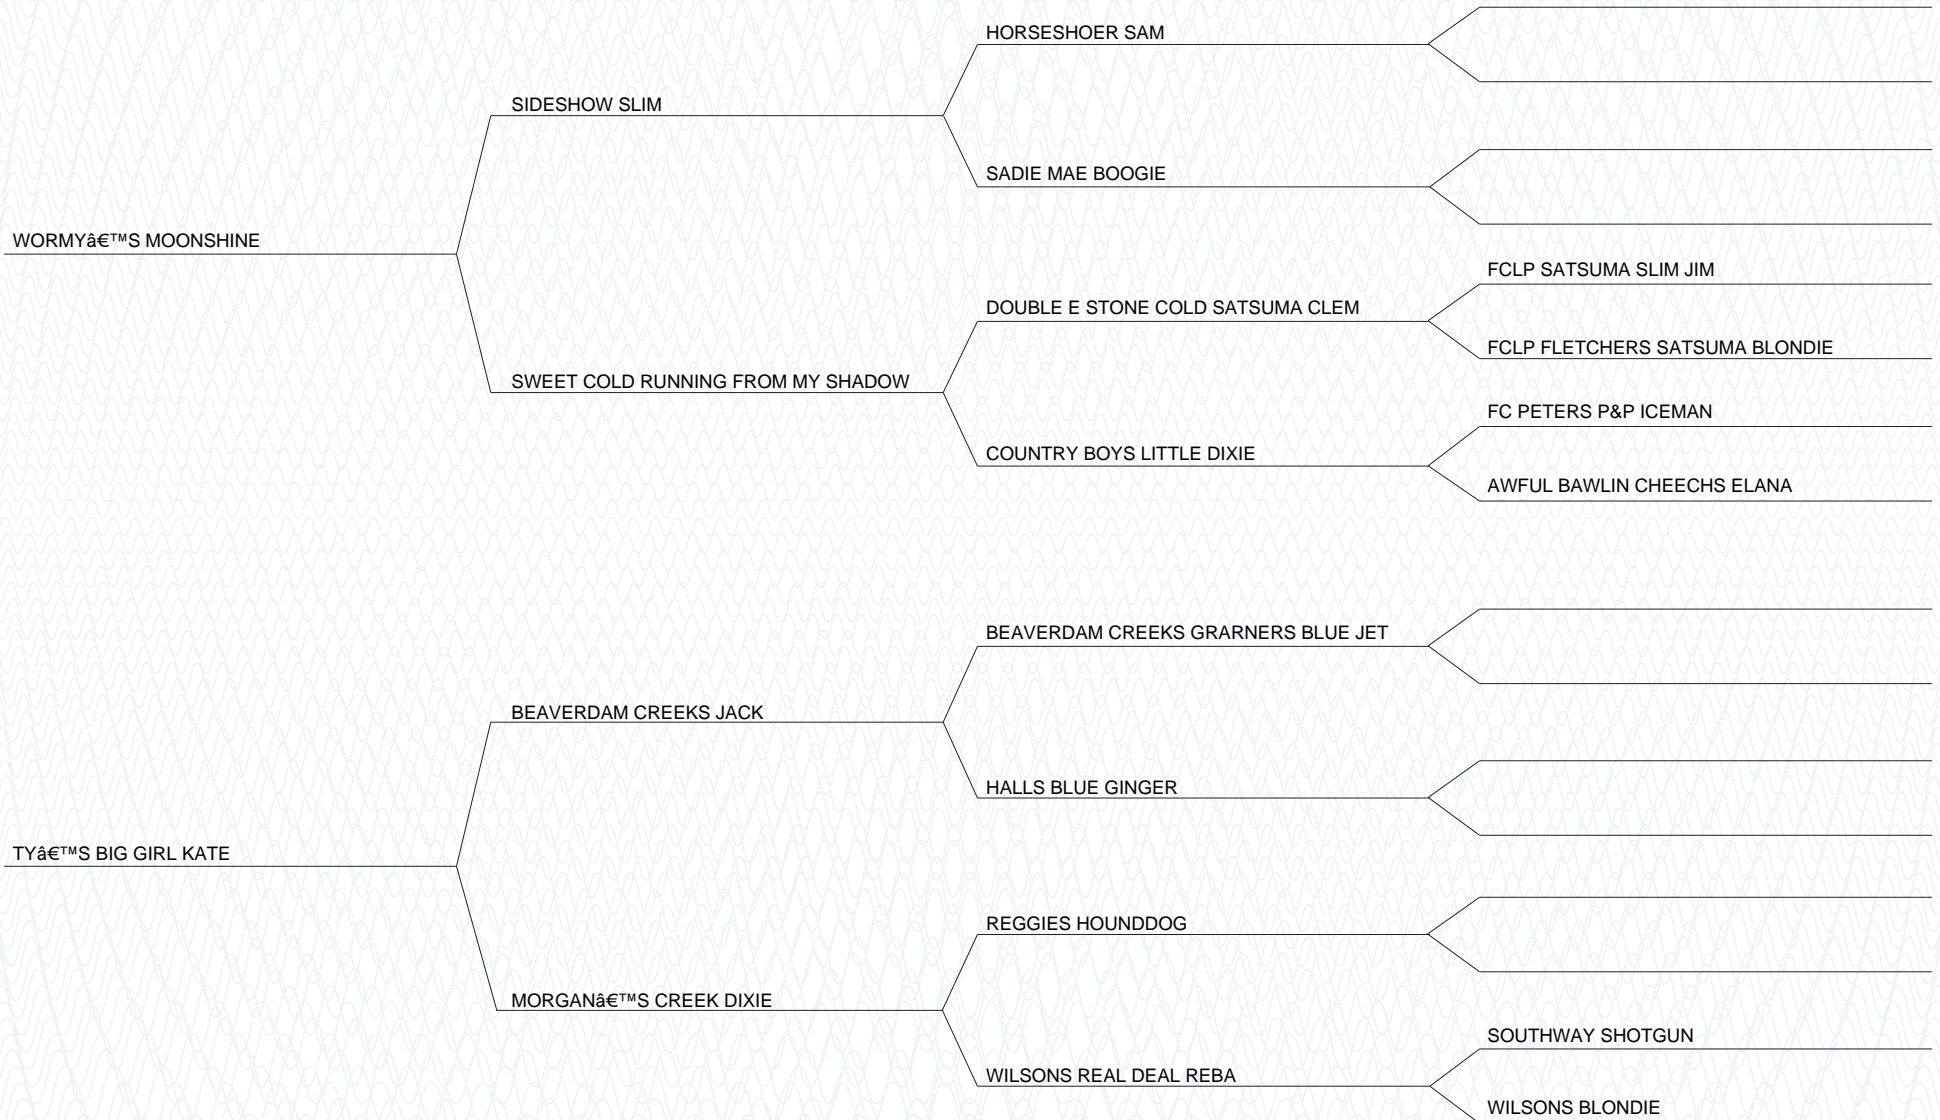 HORSESHOER SAM
SIDESHOW SLIM
SADIE MAE BOOGIE
WORMYâ€™S MOONSHINE
FCLP SATSUMA SLIM JIM
DOUBLE E STONE COLD SATSUMA CLEM
FCLP FLETCHERS SATSUMA BLONDIE
SWEET COLD RUNNING FROM MY SHADOW
FC PETERS P&P ICEMAN
COUNTRY BOYS LITTLE DIXIE
AWFUL BAWLIN CHEECHS ELANA
BEAVERDAM CREEKS GRARNERS BLUE JET
BEAVERDAM CREEKS JACK
HALLS BLUE GINGER
TYâ€™S BIG GIRL KATE
REGGIES HOUNDDOG
MORGANâ€™S CREEK DIXIE
SOUTHWAY SHOTGUN
WILSONS REAL DEAL REBA
WILSONS BLONDIE